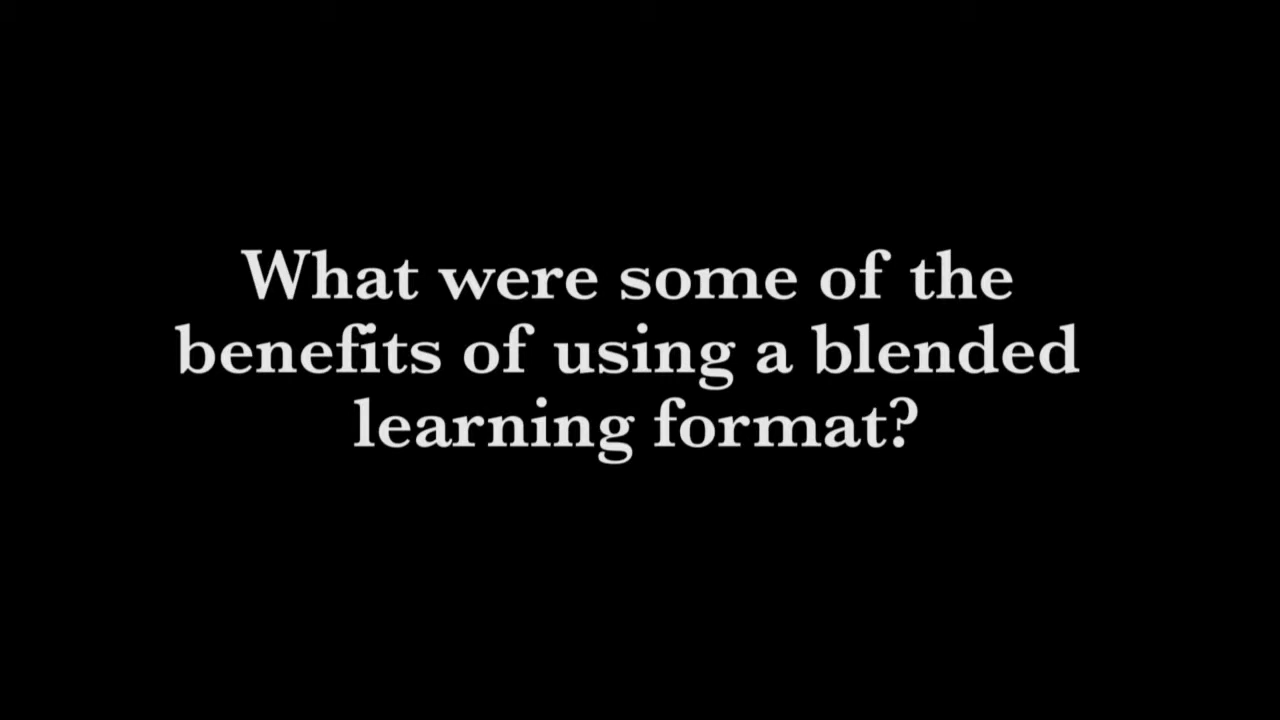 What were some of the
benefits of using a blended
learning format?